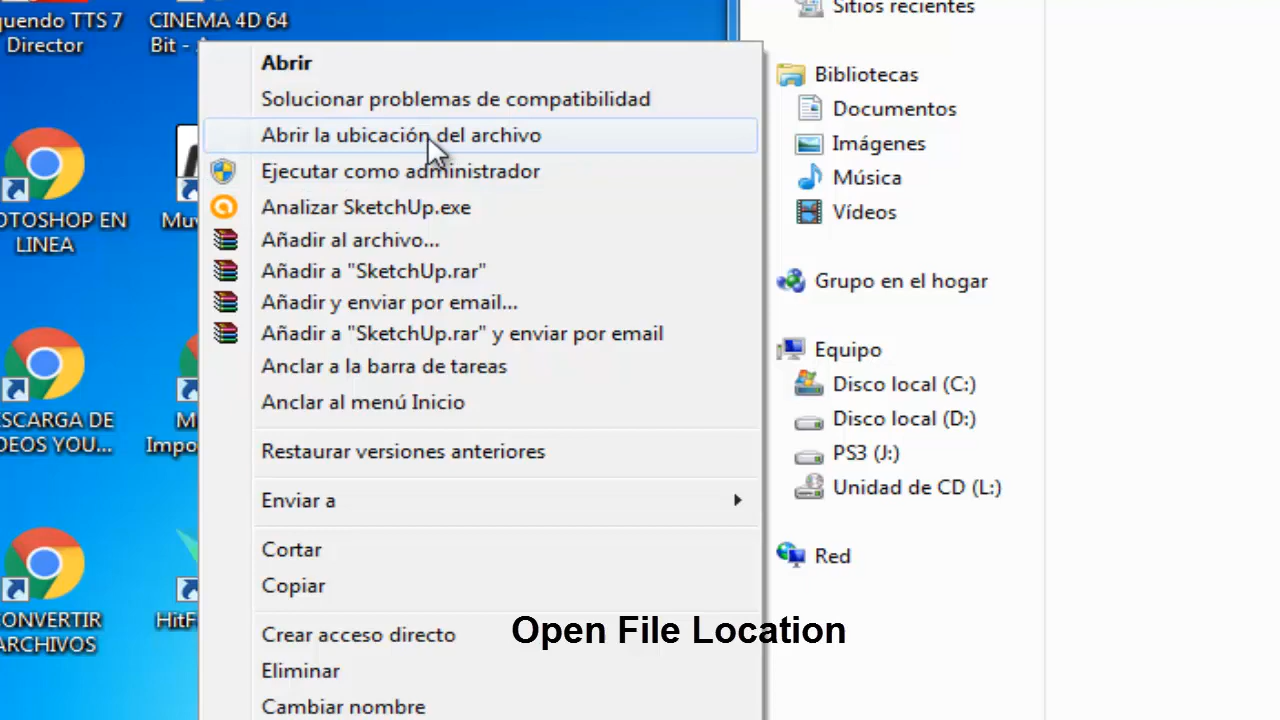 quendo TTS 7
Director
CINEMA 4D 64
Bit -
OTOSHOP EN
LINEA
Muv
SCARGA DE
DEOS YOU...
M
Impo
ONVERTIR
ARCHIVOS
HitF
Abrir
Solucionar problemas de compatibilidad
Abrir la ubicación del archivo
Ejecutar como administrador
Analizar SketchUp.exe
Añadir al archivo...
Añadir a "SketchUp.rar"
Añadir y enviar por email...
Añadir a "SketchUp.rar" y enviar por email
Anclar a la barra de tareas
Anclar al menú Inicio
Restaurar versiones anteriores
Enviar a
Cortar
Copiar
Crear acceso directo
Eliminar
Cambiar nombre
Open File Location
Sitios recientes
Bibliotecas
Documentos
Imágenes
Música
Vídeos
Grupo en el hogar
Equipo
Disco local (C:)
Disco local (D:)
PS3 (J:)
Unidad de CD (L:)
Red